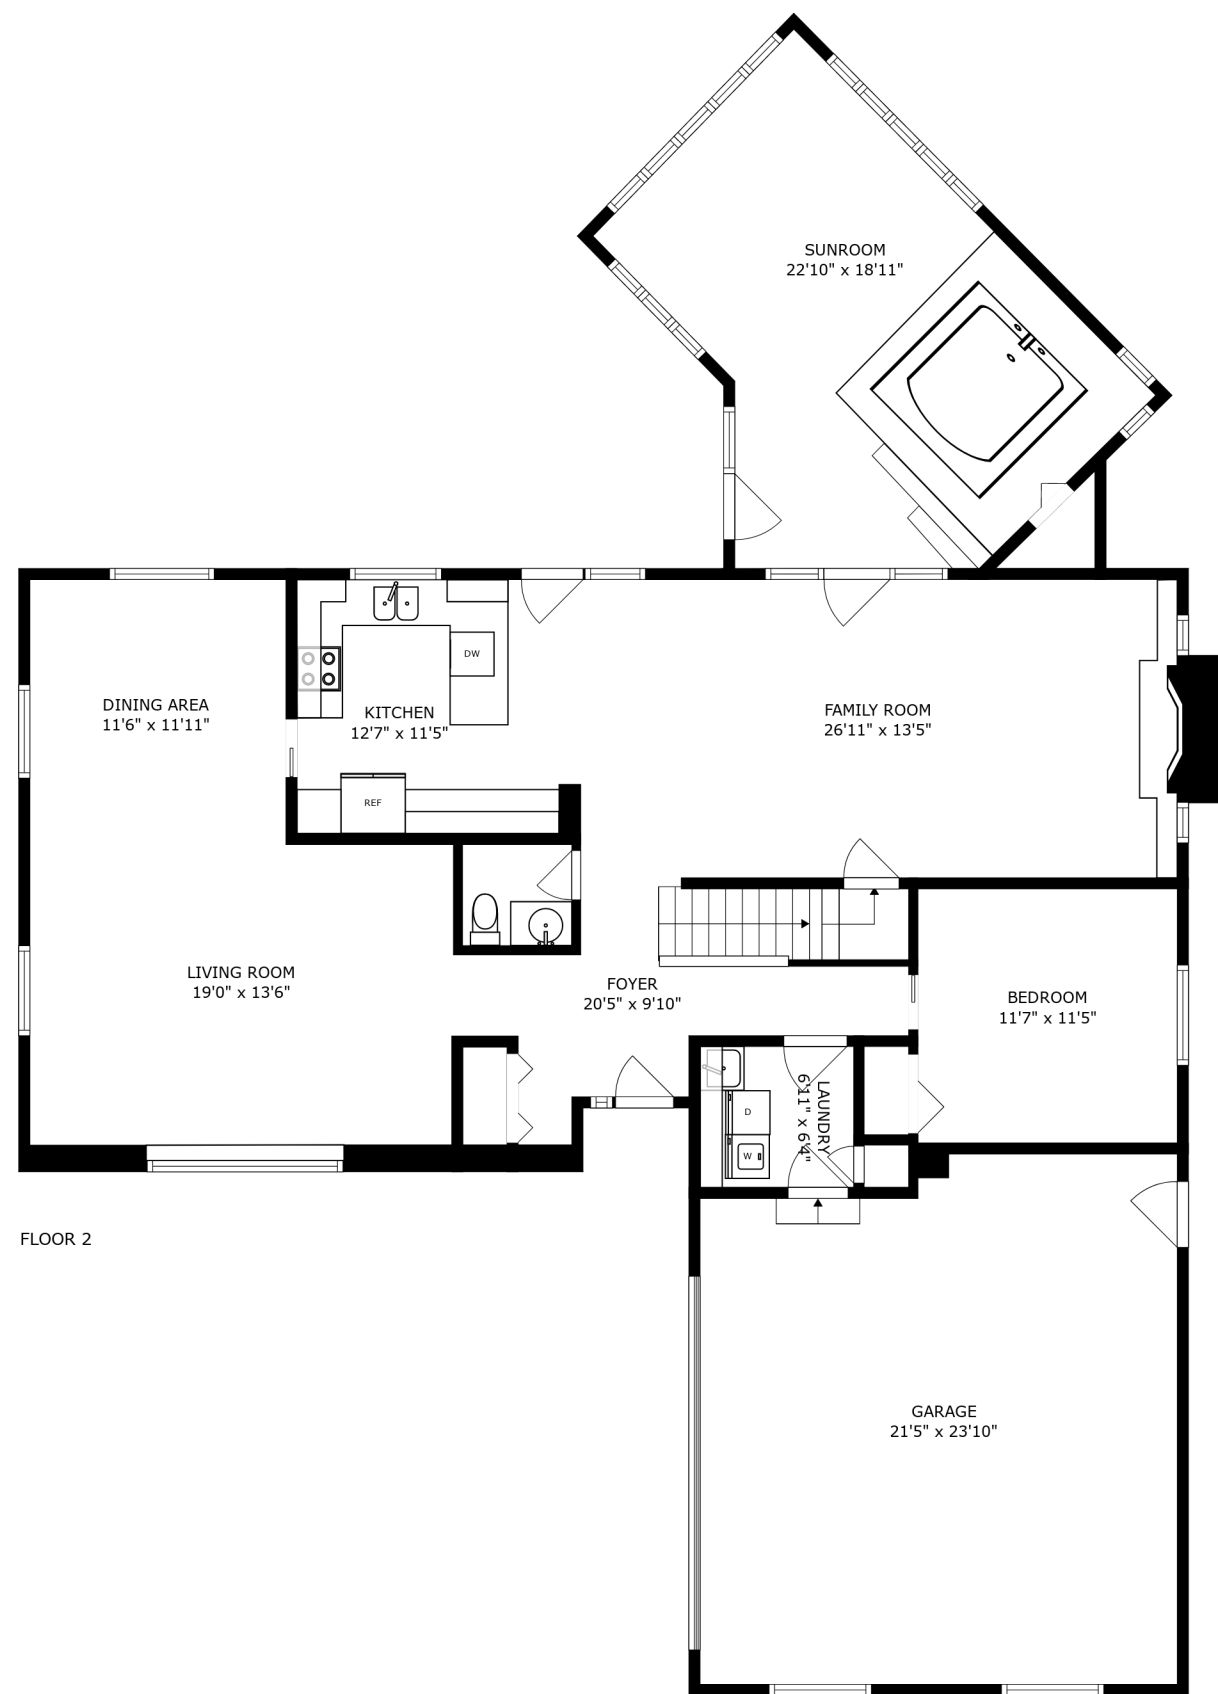 SUNROOM
22'10" x 18'11"
DINING AREA
11'6" x 11'11"
KITCHEN
12'7" x 11'5"
DW
REF
FAMILY ROOM
26'11" x 13'5"
LIVING ROOM
19'0" x 13'6"
FOYER
20'5" x 9'10"
BEDROOM
11'7" x 11'5"
LAUNDRY
6'11" x 6'4"
D
W
FLOOR 2
GARAGE
21'5" x 23'10"